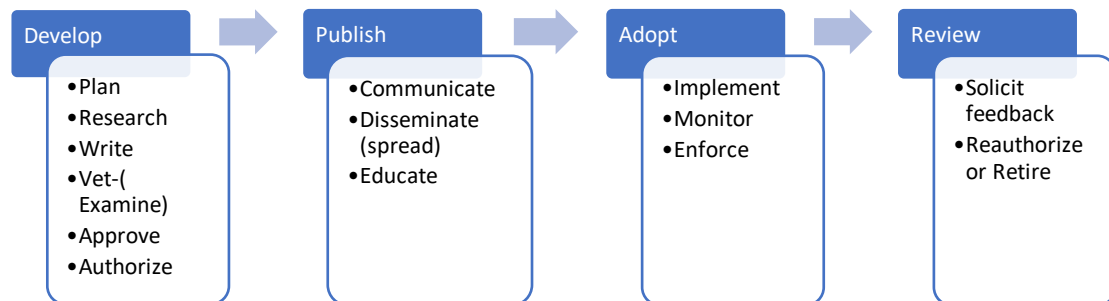 Develop
•Plan
•Research
•Write
•Vet-(
Examine)
•Approve
•Authorize
Publish
•Communicate
•Disseminate
(spread)
•Educate
Adopt
•Implement
•Monitor
•Enforce
Review
•Solicit
feedback
•Reauthorize
or Retire